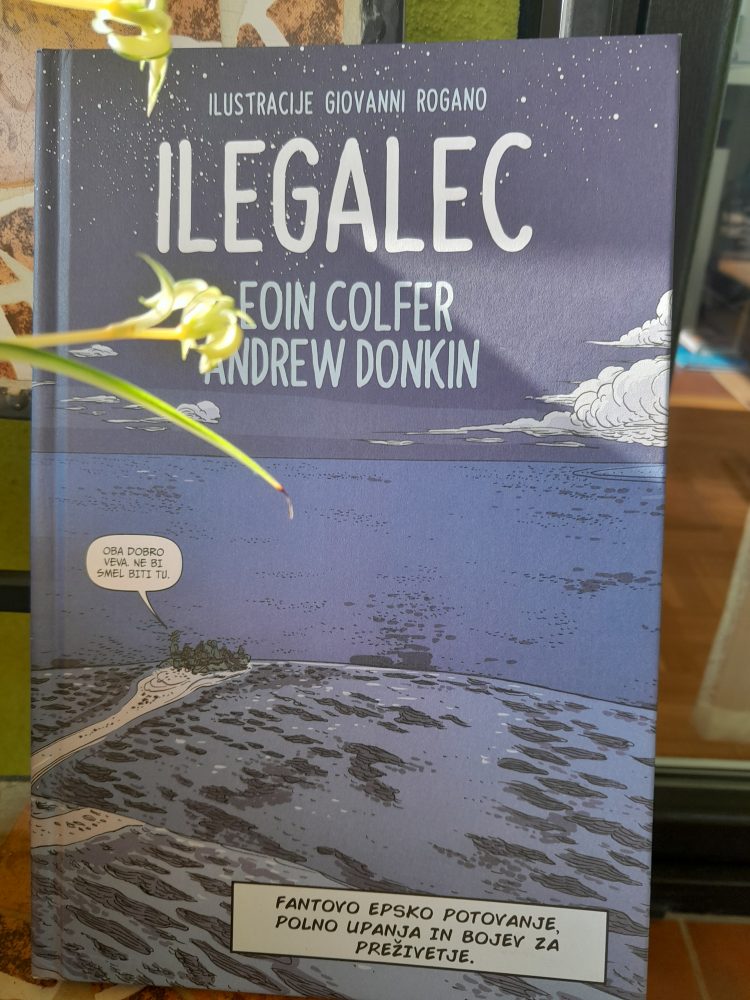 ILUSTRACIJE GIOVANNI ROGANO
ILEGALEC
EOIN COLFER
ANDREW DONKIN
OBA DOBRO
VEVA. NE BI
SMEL BITI TU.
FANTOVO EPSKO POTOVANJE,
POLNO UPANJA IN BOJEV ZA
PREŽIVETJE.